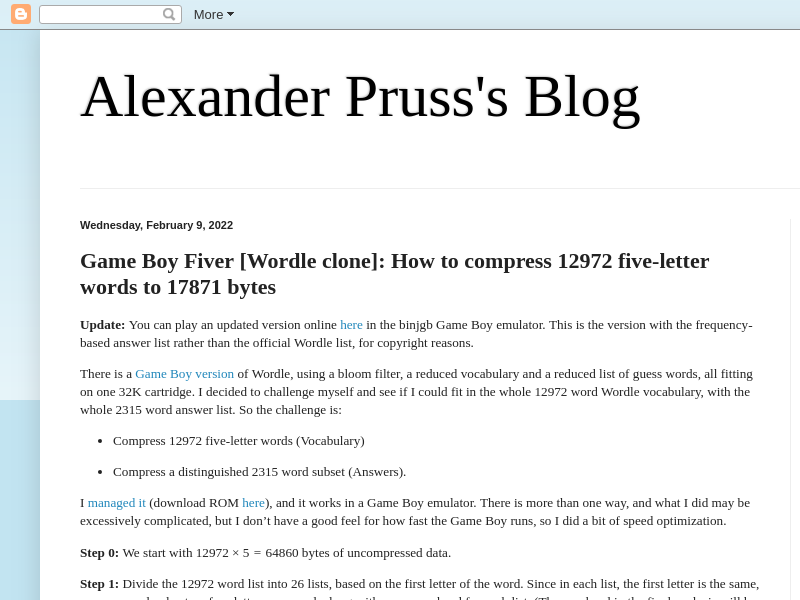 More
Alexander Pruss's Blog
Wednesday, February 9, 2022
Game Boy Fiver [Wordle clone]: How to compress 12972 five-letter
words to 17871 bytes
Update: You can play an updated version online here in the binjgb Game Boy emulator. This is the version with the frequency-
based answer list rather than the official Wordle list, for copyright reasons.
There is a Game Boy version of Wordle, using a bloom filter, a reduced vocabulary and a reduced list of guess words, all fitting
on one 32K cartridge. I decided to challenge myself and see if I could fit in the whole 12972 word Wordle vocabulary, with the
whole 2315 word answer list. So the challenge is:
• Compress 12972 five-letter words (Vocabulary)
• Compress a distinguished 2315 word subset (Answers).
I managed it (download ROM here), and it works in a Game Boy emulator. There is more than one way, and what I did may be
excessively complicated, but I don’t have a good feel for how fast the Game Boy runs, so I did a bit of speed optimization.
Step 0: We start with 12972 × 5 = 64860 bytes of uncompressed data.
Step 1: Divide the 12972 word list into 26 lists, based on the first letter of the word. Since in each list, the first letter is the same,